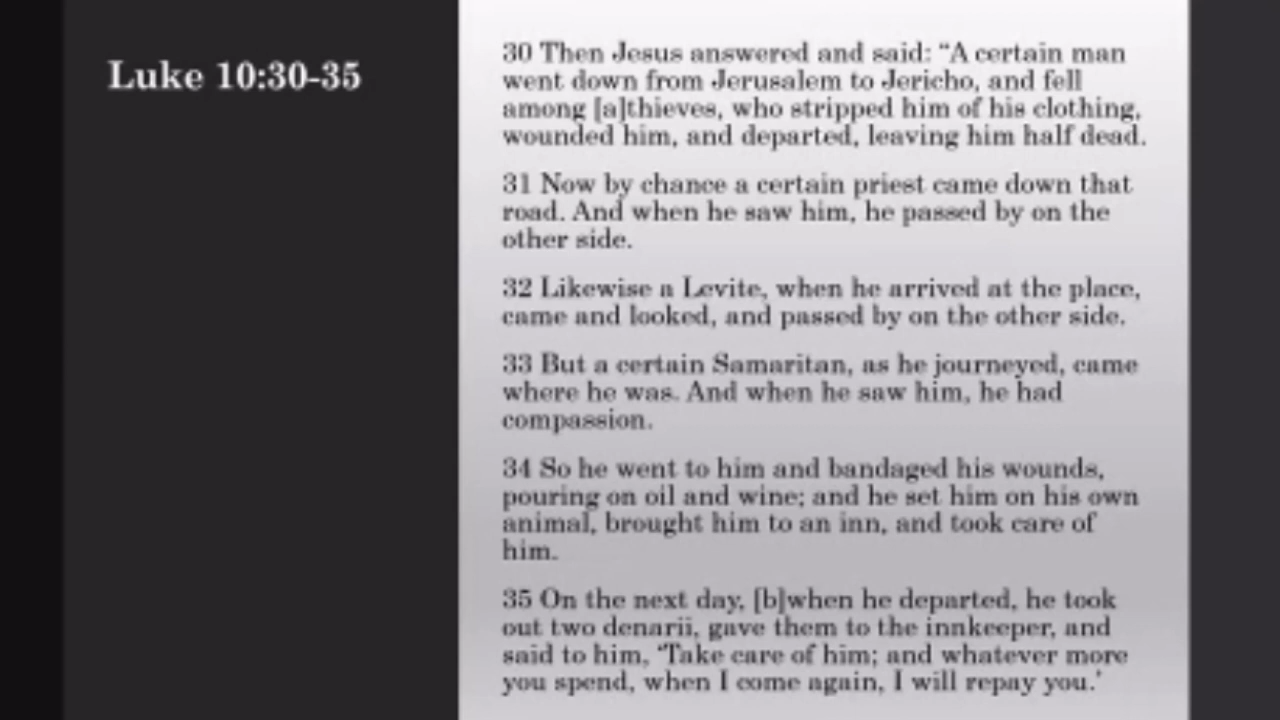 Luke 10:30-35
30 Then Jesus answered and said: “A certain man
went down from Jerusalem to Jericho, and fell
among [a]thieves, who stripped him of his clothing,
wounded him, and departed, leaving him half dead.
31 Now by chance a certain priest came down that
road. And when he saw him, he passed by on the
other side.
32 Likewise a Levite, when he arrived at the place,
came and looked, and passed by on the other side.
33 But a certain Samaritan, as he journeyed, came
where he was. And when he saw him, he had
compassion.
34 So he went to him and bandaged his wounds,
pouring on oil and wine; and he set him on his own
animal, brought him to an inn, and took care of
him.
35 On the next day, [b]when he departed, he took
out two denarii, gave them to the innkeeper, and
said to him, ‘Take care of him; and whatever more
you spend, when I come again, I will repay you.’